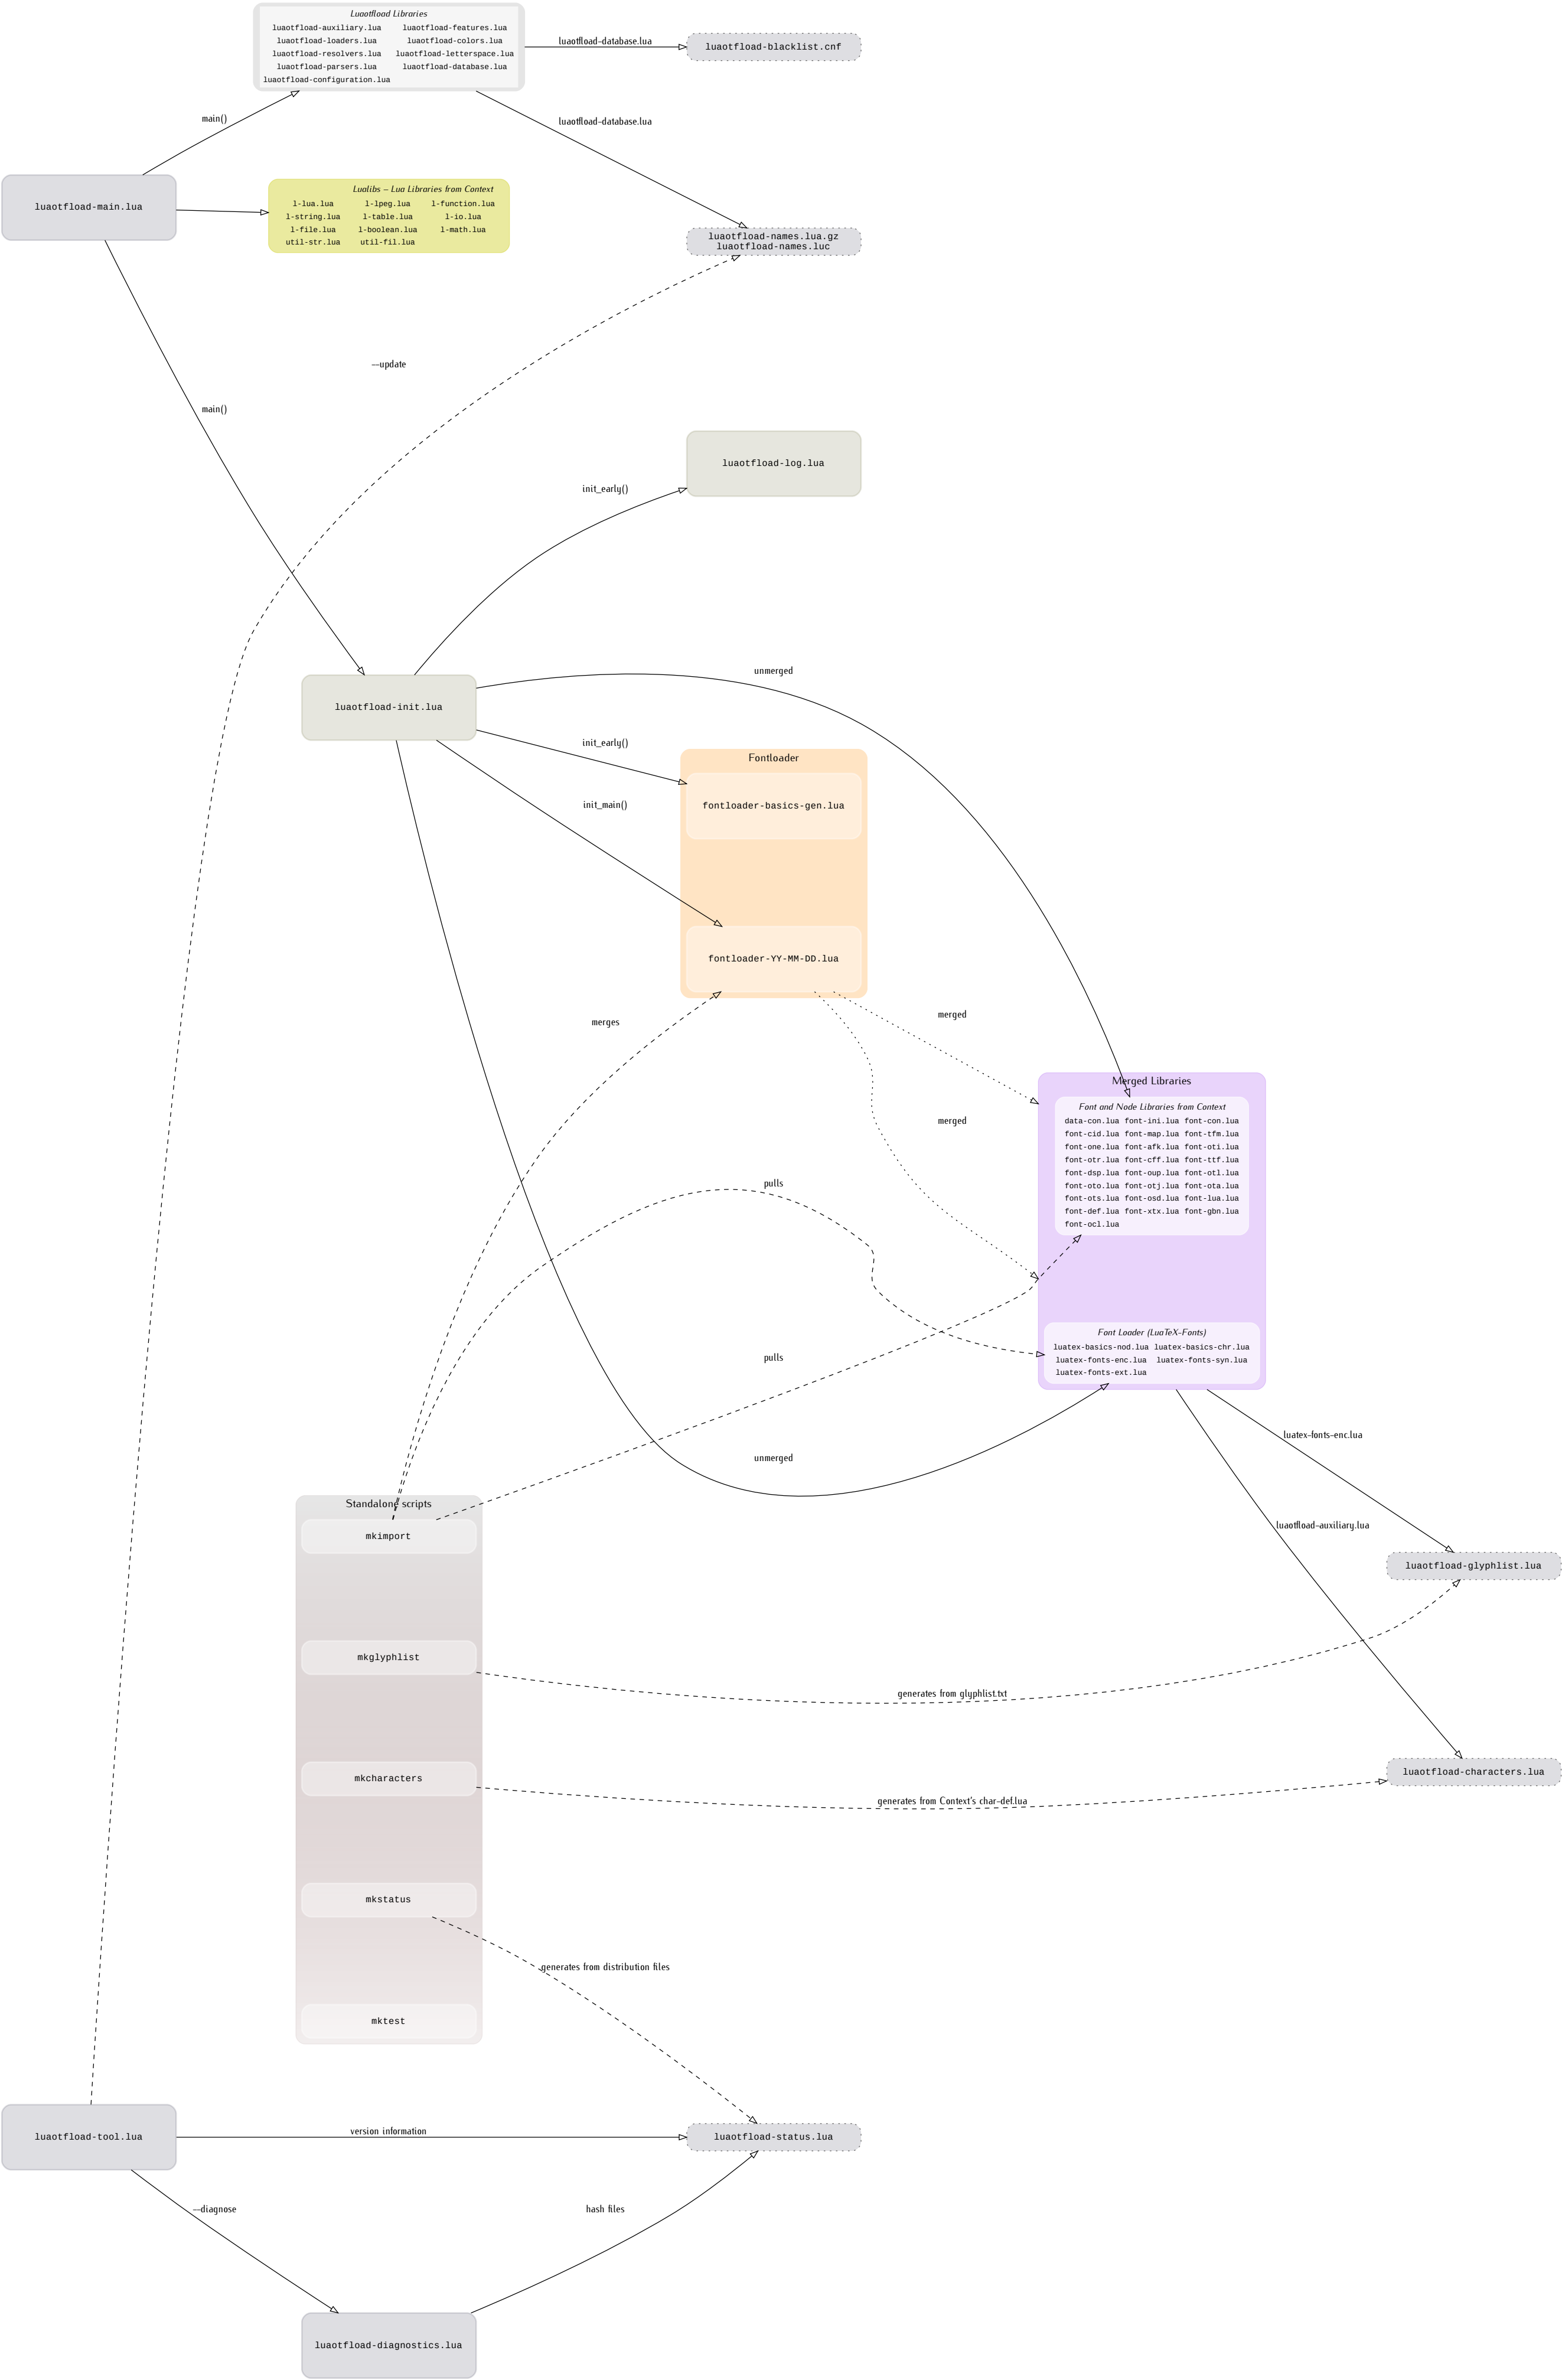 Luaotfload Libraries
luaotfload-auxiliary.lua luaotfload-features.lua
luaotfload-loaders.lua luaotfload-colors.lua
luaotfload-resolvers.lua luaotfload-letterspace.lua
luaotfload-parsers.lua luaotfload-database.lua
luaotfload-configuration.lua
luaotfload-database.lua
luaotfload-blacklist.cnf
main()
luaotfload-database.lua
luaotfload-main.lua
Lualibs – Lua Libraries from Context
l-lua.lua l-lpeg.lua l-function.lua
l-string.lua l-table.lua l-io.lua
l-file.lua l-boolean.lua l-math.lua
util-str.lua util-fil.lua
luaotfload-names.lua.gz
luaotfload-names.luc
--update
main()
luaotfload-log.lua
init_early()
unmerged
luaotfload-init.lua
init_early()
Fontloader
init_main()
fontloader-basics-gen.lua
fontloader-YY-MM-DD.lua
merges
merged
merged
Merged Libraries
Font and Node Libraries from Context
data-con.lua font-ini.lua font-con.lua
font-cid.lua font-map.lua font-tfm.lua
font-one.lua font-afk.lua font-oti.lua
font-otr.lua font-cff.lua font-ttf.lua
font-dsp.lua font-oup.lua font-otl.lua
font-oto.lua font-otj.lua font-ota.lua
font-ots.lua font-osd.lua font-lua.lua
font-def.lua font-xtx.lua font-gbn.lua
font-ocl.lua
pulls
Font Loader (LuaTeX-Fonts)
luatex-basics-nod.lua luatex-basics-chr.lua
luatex-fonts-enc.lua luatex-fonts-syn.lua
luatex-fonts-ext.lua
pulls
unmerged
luatex-fonts-enc.lua
Standalone scripts
mkimport
luaotfload-auxiliary.lua
luaotfload-glyphlist.lua
mkglyphlist
generates from glyphlist.txt
mkcharacters
luaotfload-characters.lua
generates from Context's char-def.lua
mkstatus
generates from distribution files
mktest
luaotfload-tool.lua
version information
luaotfload-status.lua
--diagnose
hash files
luaotfload-diagnostics.lua